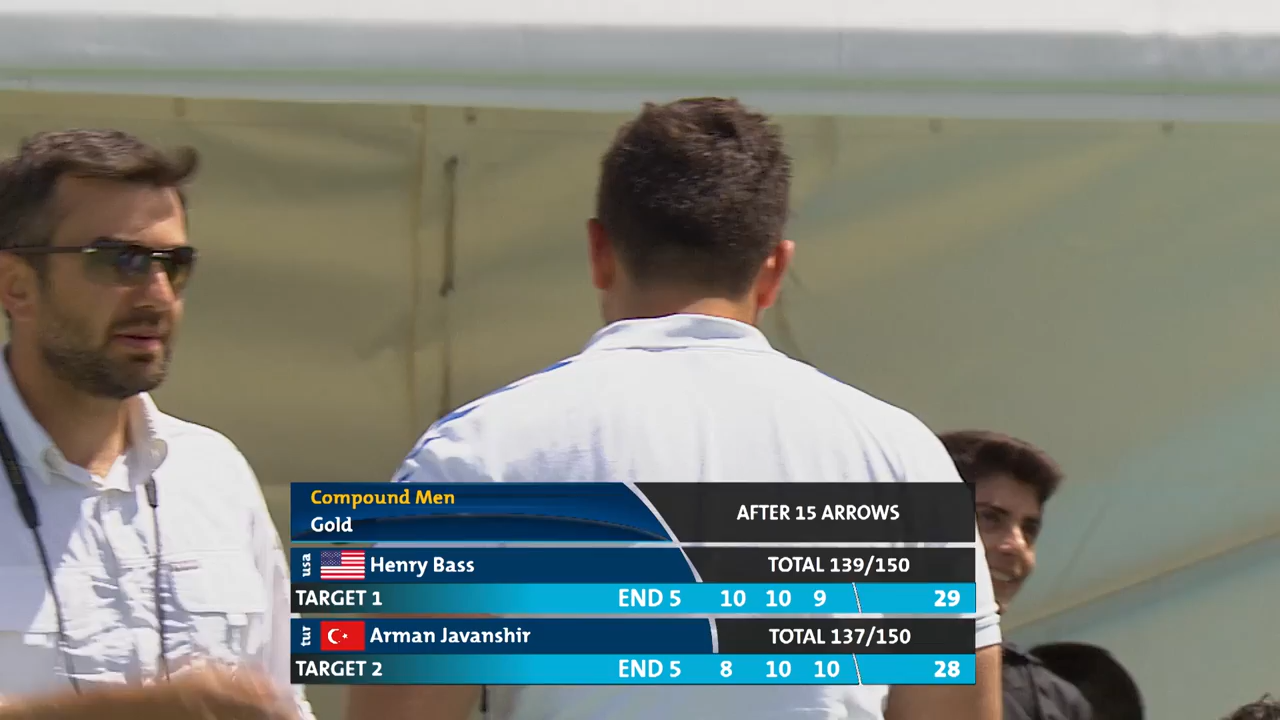 Compound Men
Gold
AFTER 15 ARROWS
usa Henry Bass TOTAL 139/150
TARGET 1 END 5 10 10 9 29
tur Arman Javanshir TOTAL 137/150
TARGET 2 END 5 8 10 10 28